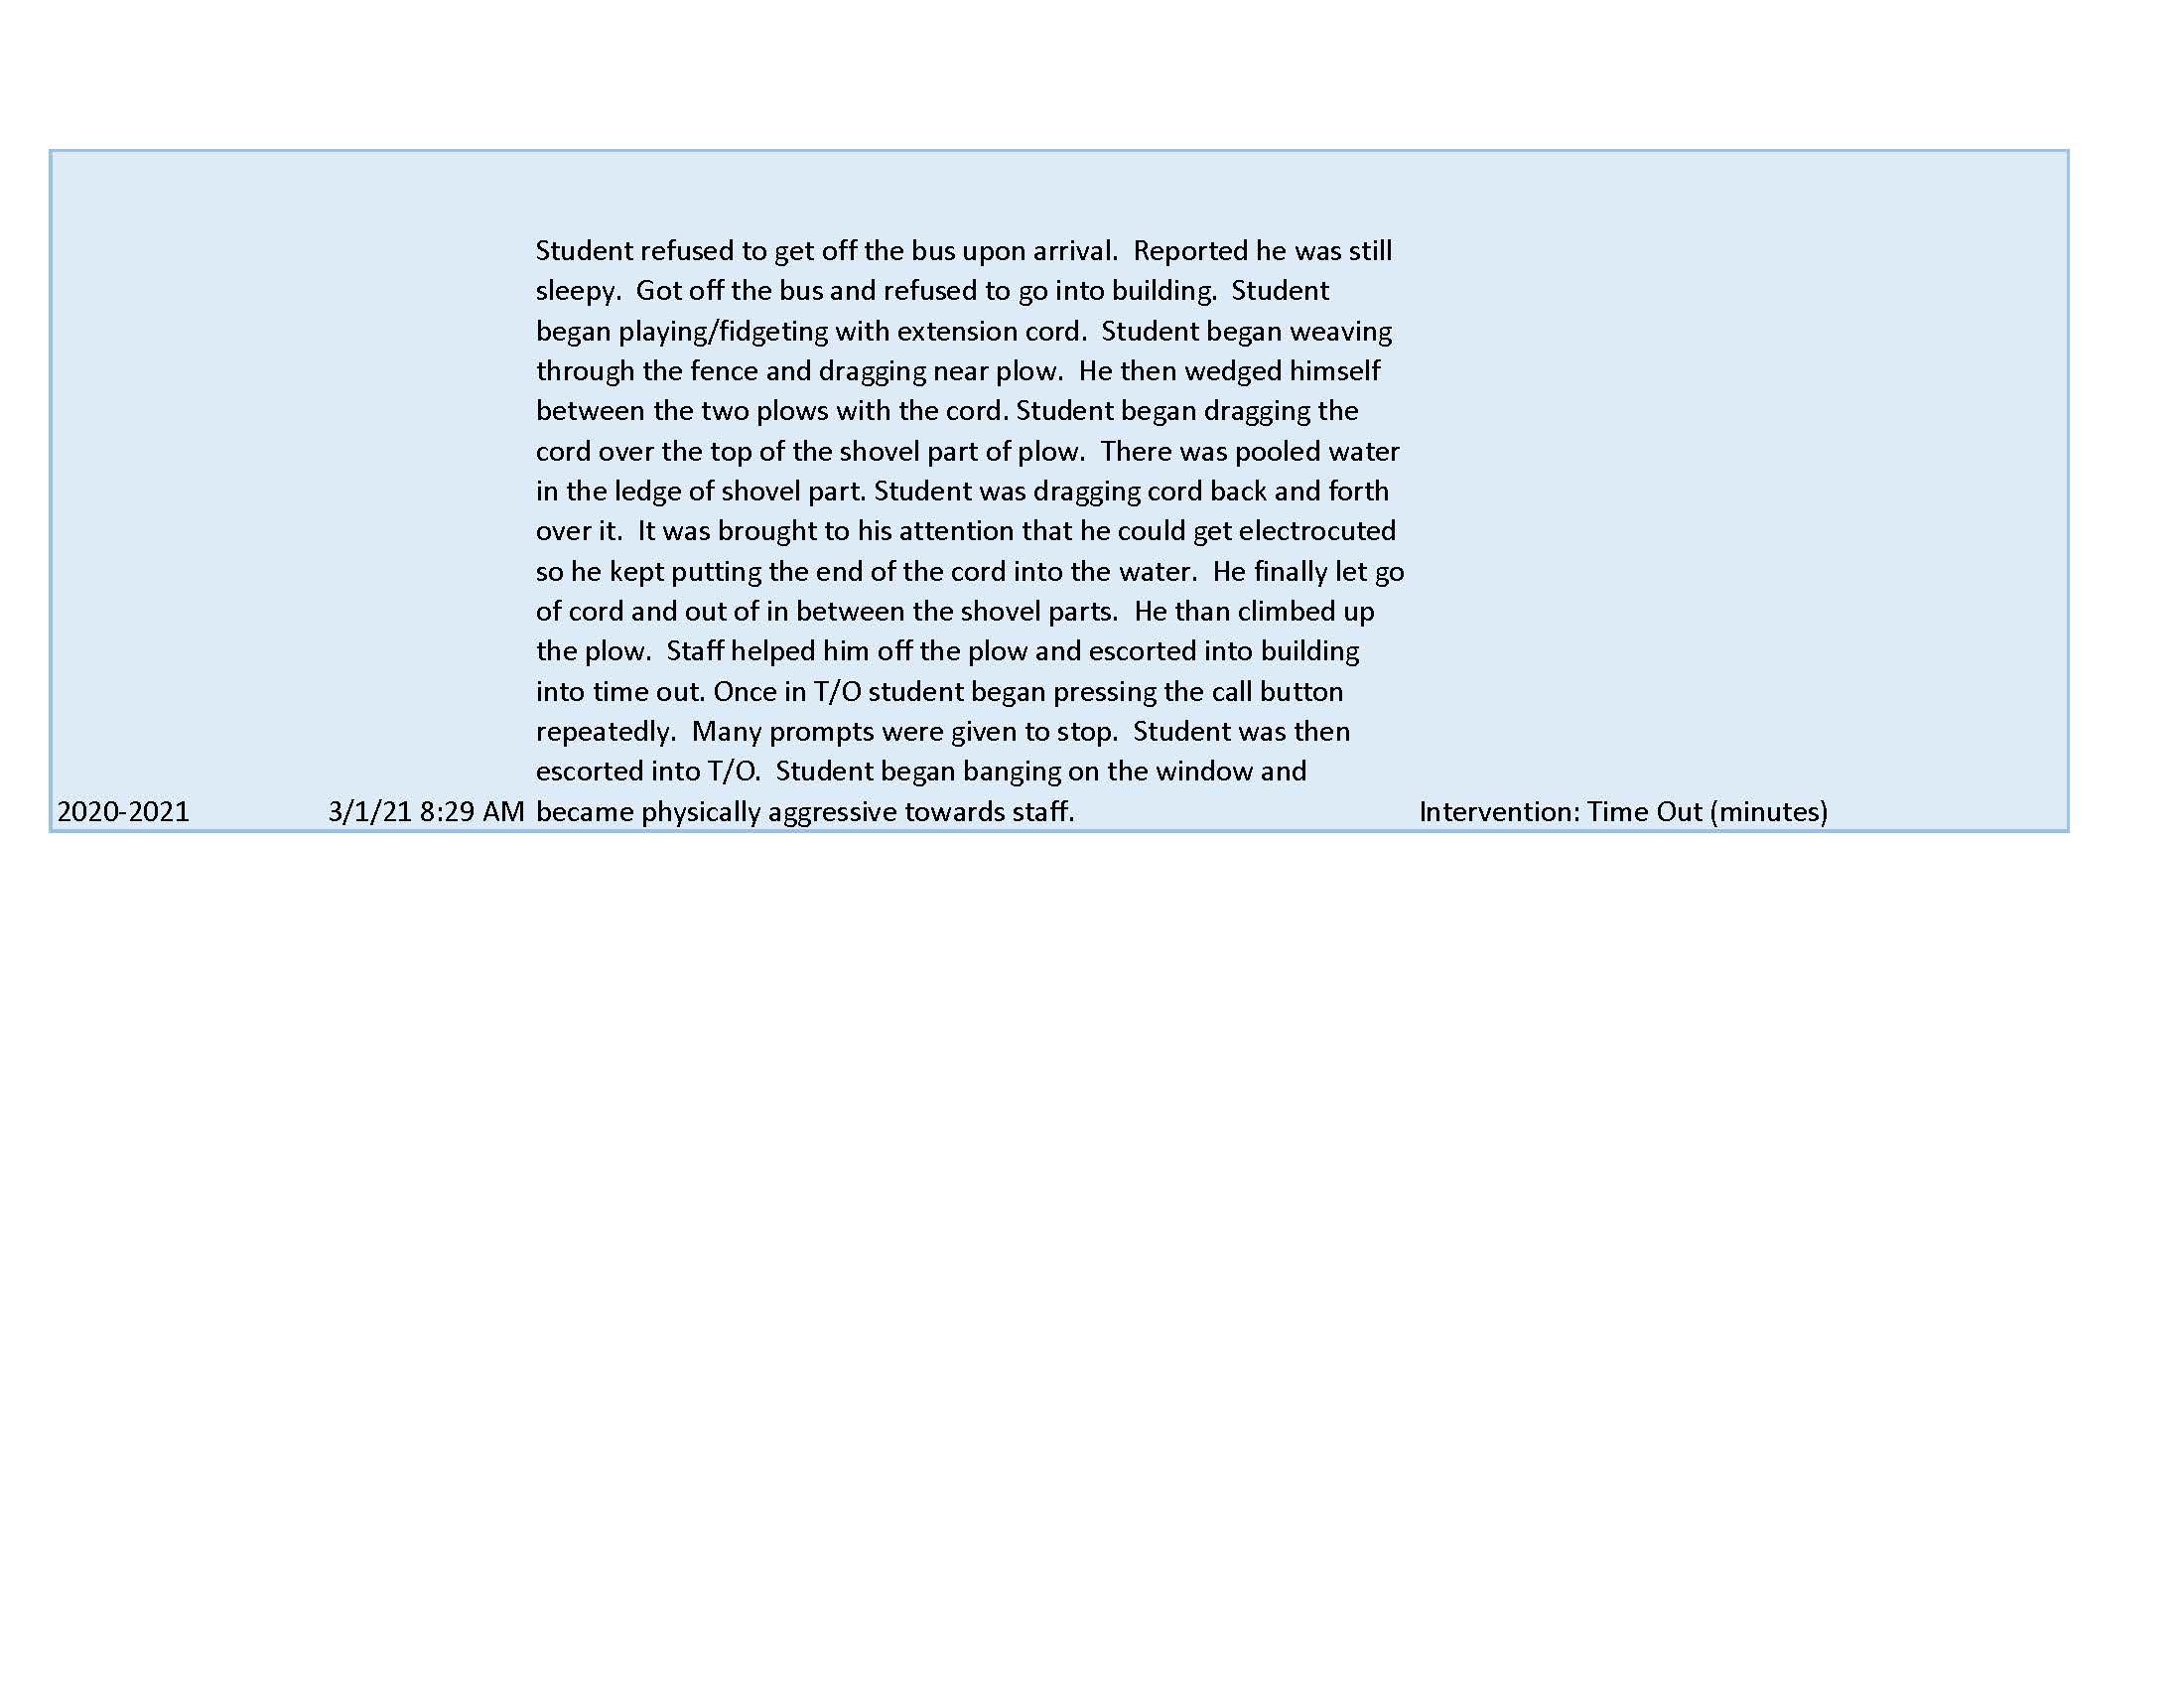 Student refused to get off the bus upon arrival.  Reported he was still
sleepy.  Got off the bus and refused to go into building.  Student
began playing/fidgeting with extension cord.  Student began weaving
through the fence and dragging near plow.  He then wedged himself
between the two plows with the cord. Student began dragging the
cord over the top of the shovel part of plow.  There was pooled water
in the ledge of shovel part. Student was dragging cord back and forth
over it.  It was brought to his attention that he could get electrocuted
so he kept putting the end of the cord into the water.  He finally let go
of cord and out of in between the shovel parts.  He than climbed up
the plow.  Staff helped him off the plow and escorted into building
into time out. Once in T/O student began pressing the call button
repeatedly.  Many prompts were given to stop.  Student was then
escorted into T/O.  Student began banging on the window and
2020-2021 3/1/21 8:29 AM became physically aggressive towards staff. Intervention: Time Out (minutes)